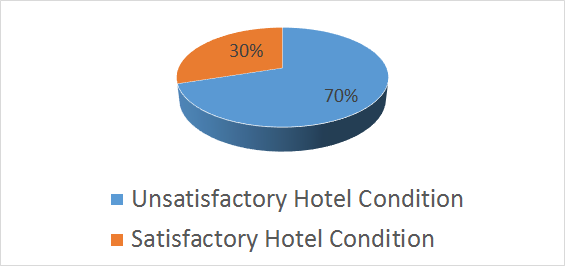 30%
70%
Unsatisfactory Hotel Condition
Satisfactory Hotel Condition